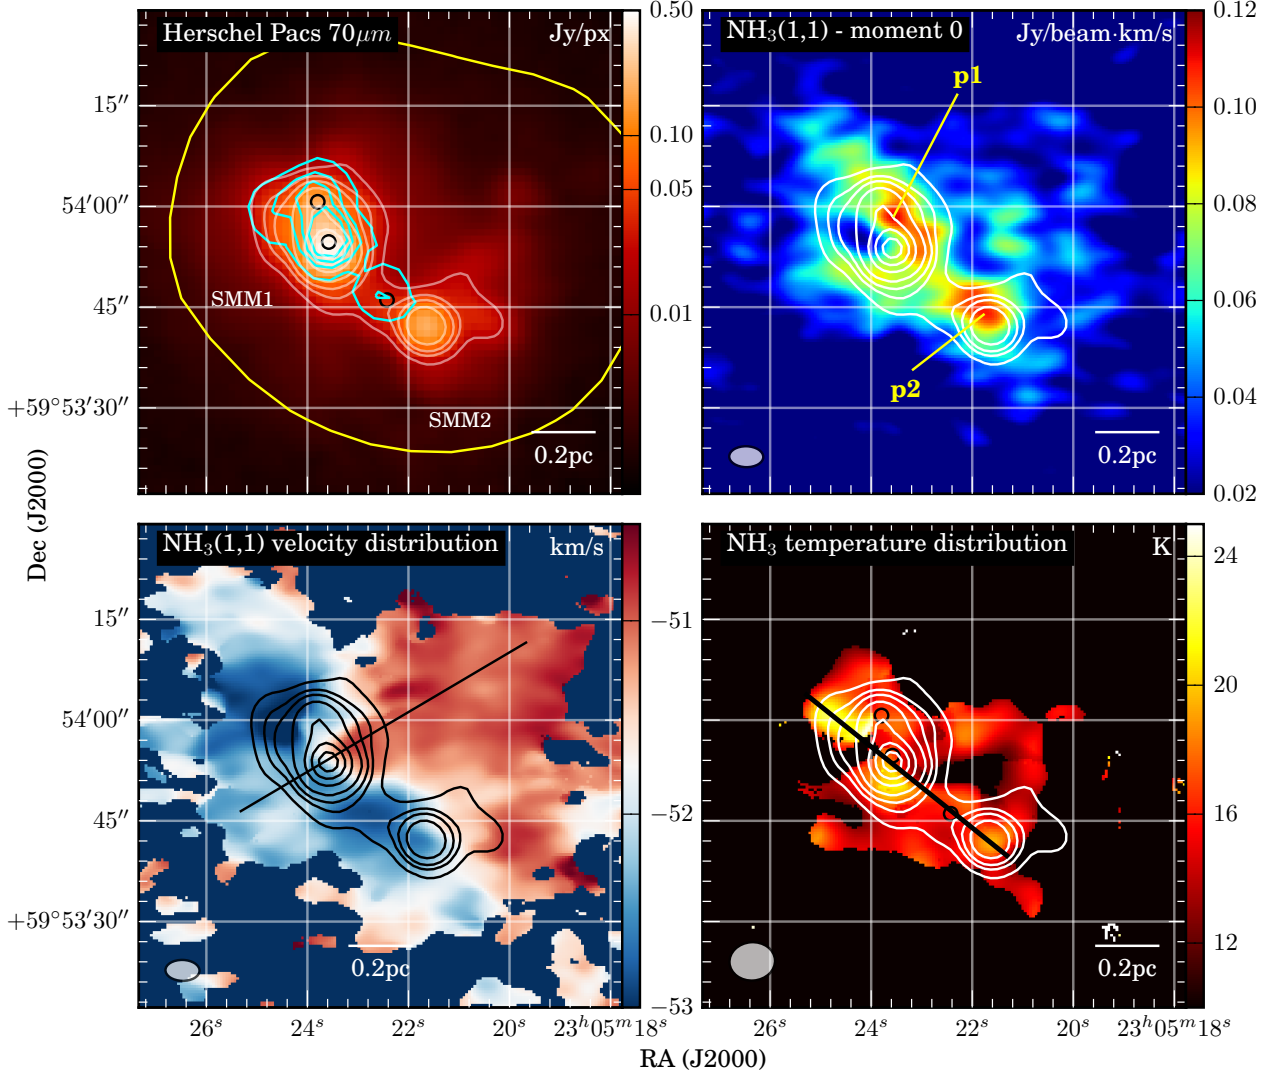 Herschel Pacs 70μm
Jy/px
0.50
0.10
0.05
0.01
15″
54′00″
45″
+59°53′30″
SMM1
SMM2
0.2pc
NH₃(1,1) - moment 0
Jy/beam·km/s
p1
p2
0.2pc
0.12
0.10
0.08
0.06
0.04
0.02
Dec (J2000)
NH₃(1,1) velocity distribution
km/s
15″
54′00″
45″
+59°53′30″
0.2pc
−51
−52
−53
26ˢ
24ˢ
22ˢ
20ˢ
23ʰ05ᵐ18ˢ
NH₃ temperature distribution
K
24
20
16
12
0.2pc
26ˢ
24ˢ
22ˢ
20ˢ
23ʰ05ᵐ18ˢ
RA (J2000)